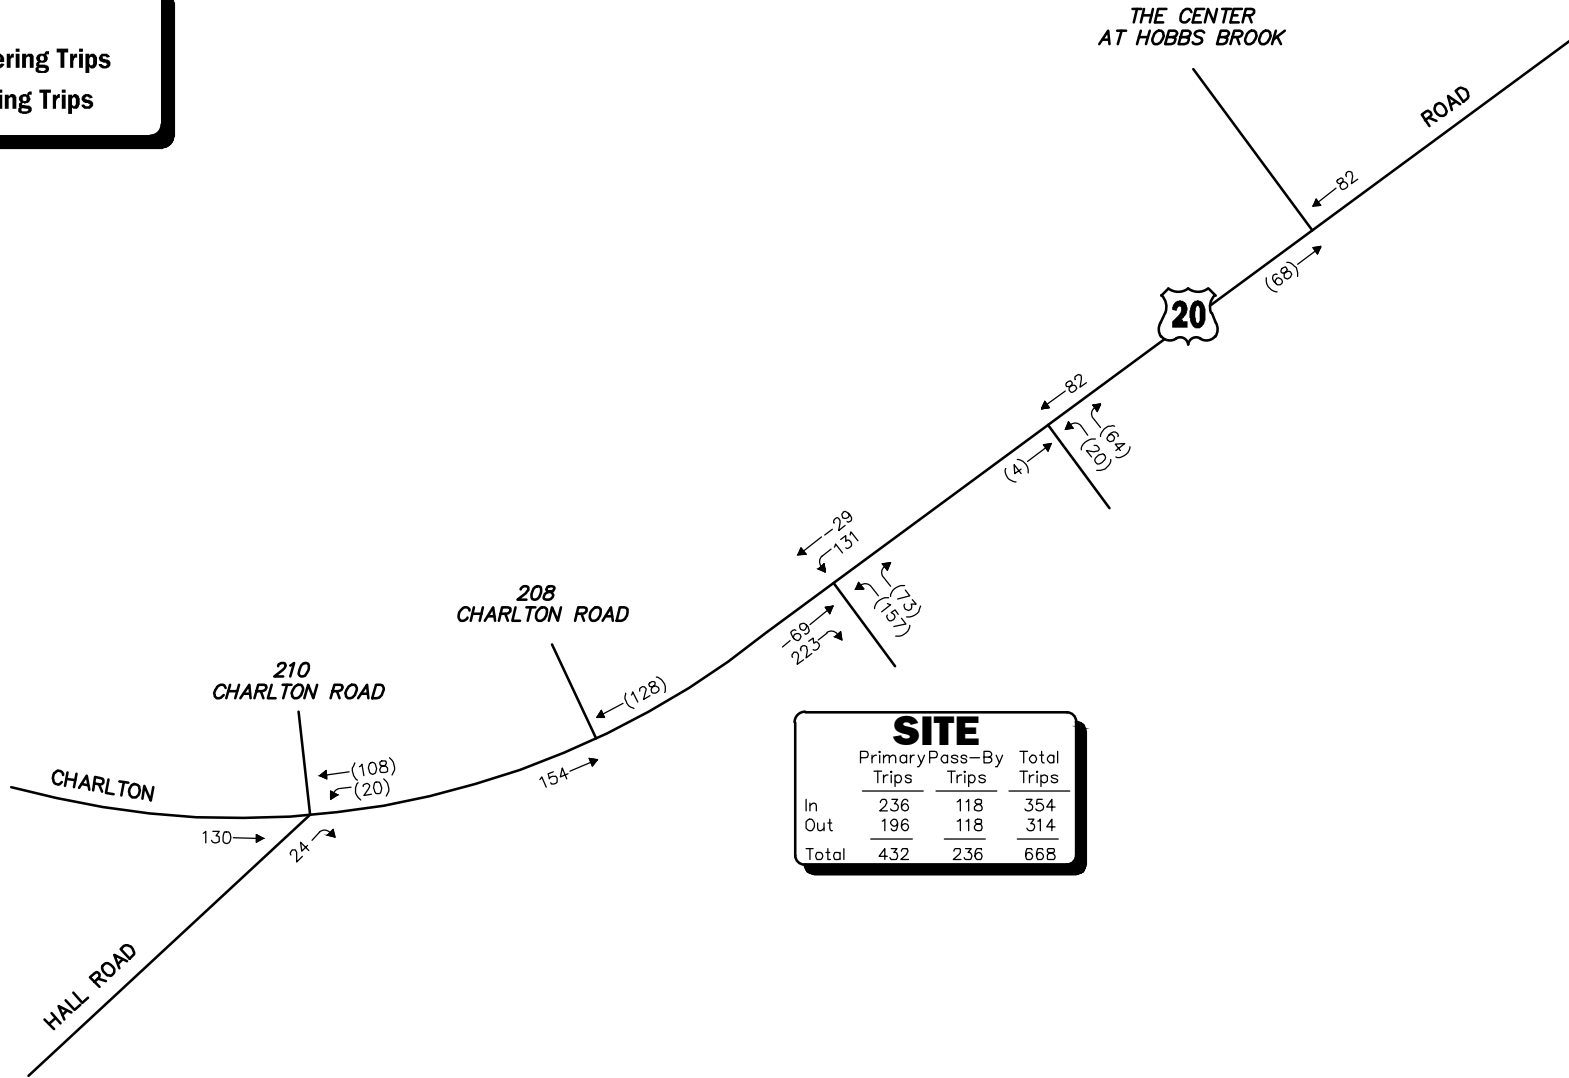 ering Trips
ing Trips
THE CENTER
AT HOBBS BROOK
ROAD
82
(68)
20
82
(64)
(20)
(4)
-29
131
(73)
(157)
-69
223
208
CHARLTON ROAD
(128)
154
210
CHARLTON ROAD
CHARLTON
(108)
(20)
130
24
HALL ROAD
SITE
Primary Pass-By Total
Trips Trips Trips
In 236 118 354
Out 196 118 314
Total 432 236 668